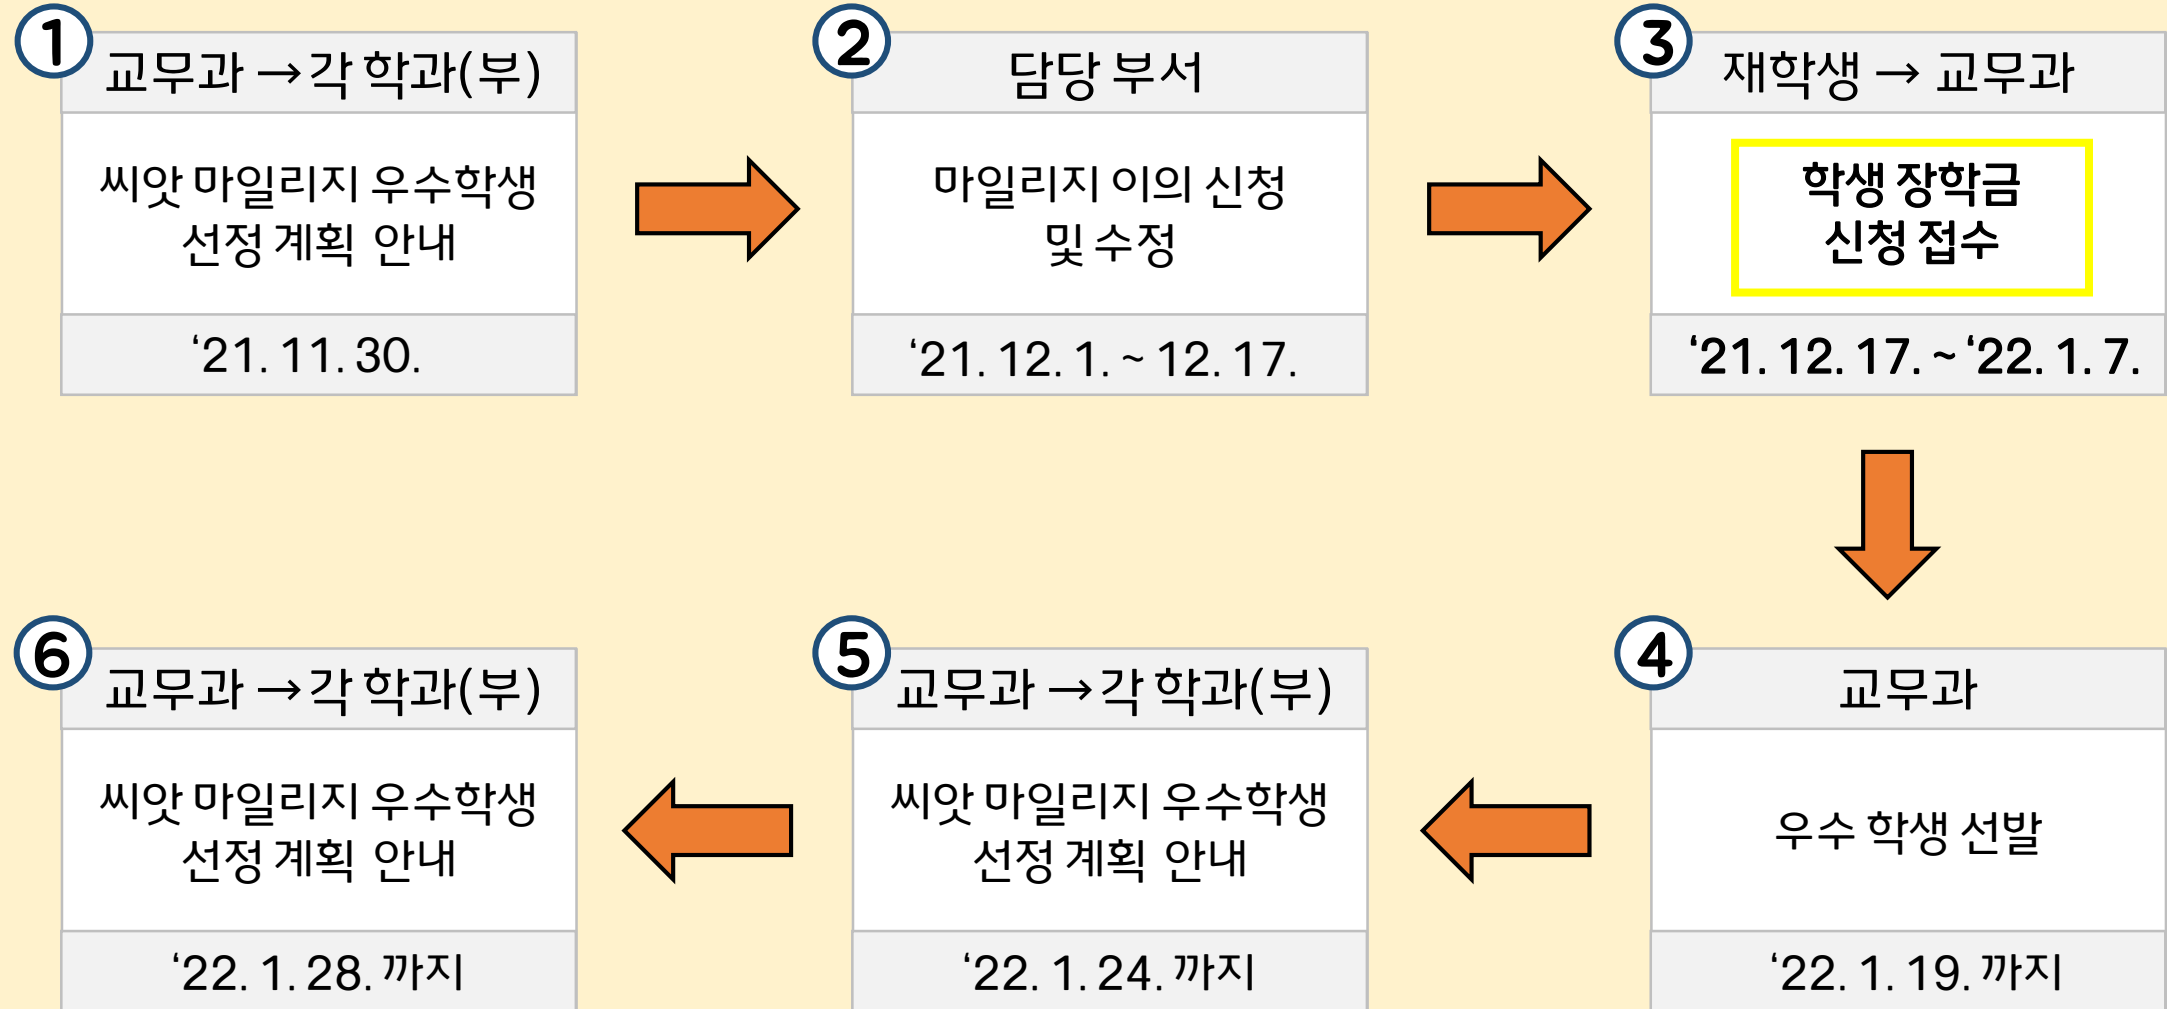 ①
교무과 →각 학과(부)
씨앗 마일리지 우수학생
선정 계획 안내
‘21. 11. 30.
②
담당 부서
마일리지 이의 신청
및 수정
‘21. 12. 1. ~ 12. 17.
③
재학생 → 교무과
학생 장학금
신청 접수
‘21. 12. 17. ~ ‘22. 1. 7.
④
교무과
우수 학생 선발
‘22. 1. 19. 까지
⑤
교무과 →각 학과(부)
씨앗 마일리지 우수학생
선정 계획 안내
‘22. 1. 24. 까지
⑥
교무과 →각 학과(부)
씨앗 마일리지 우수학생
선정 계획 안내
‘22. 1. 28. 까지